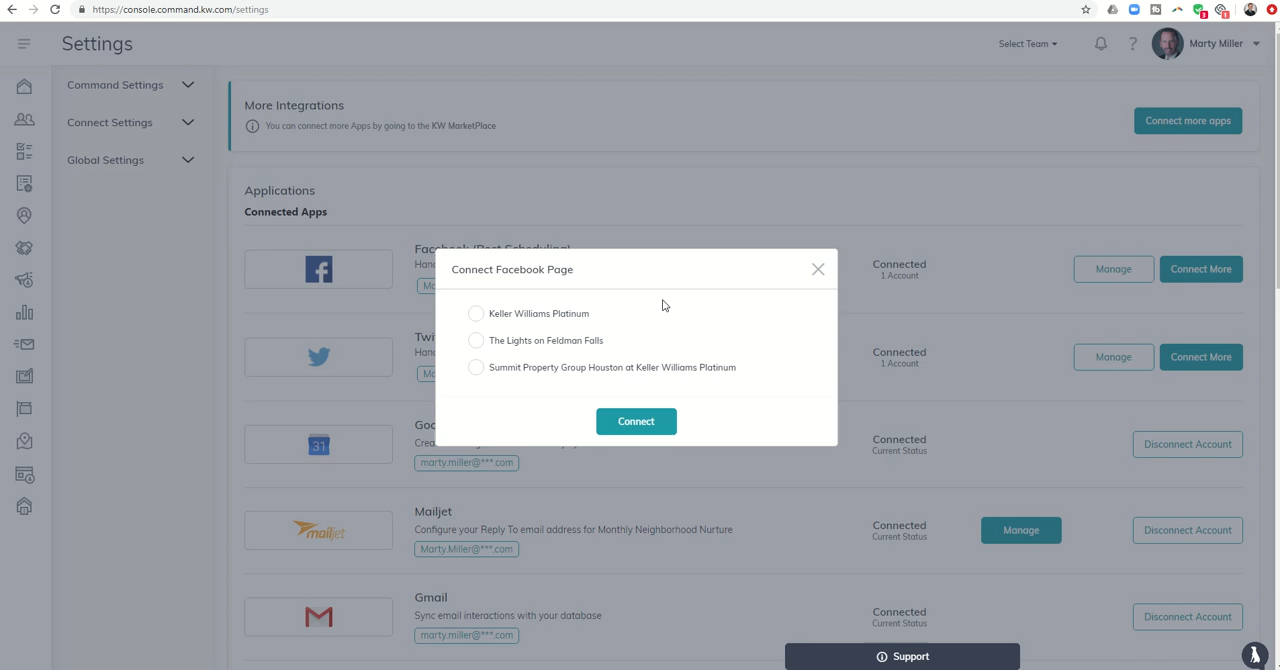 https://console.command.kw.com/settings
Settings
Select Team
Marty Miller
Command Settings
Connect Settings
Global Settings
More Integrations
You can connect more Apps by going to the KW MarketPlace
Connect more apps
Applications
Connected Apps
Connected
1 Account
Manage
Connect More
Connect Facebook Page
Keller Williams Platinum
The Lights on Feldman Falls
Summit Property Group Houston at Keller Williams Platinum
Connect
Connected
1 Account
Manage
Connect More
31
marty.miller@***.com
Connected
Current Status
Disconnect Account
mailjet
Mailjet
Configure your Reply To email address for Monthly Neighborhood Nurture
Marty.Miller@***.com
Connected
Current Status
Manage
Disconnect Account
Gmail
Sync email interactions with your database
marty.miller@***.com
Connected
Current Status
Disconnect Account
Support